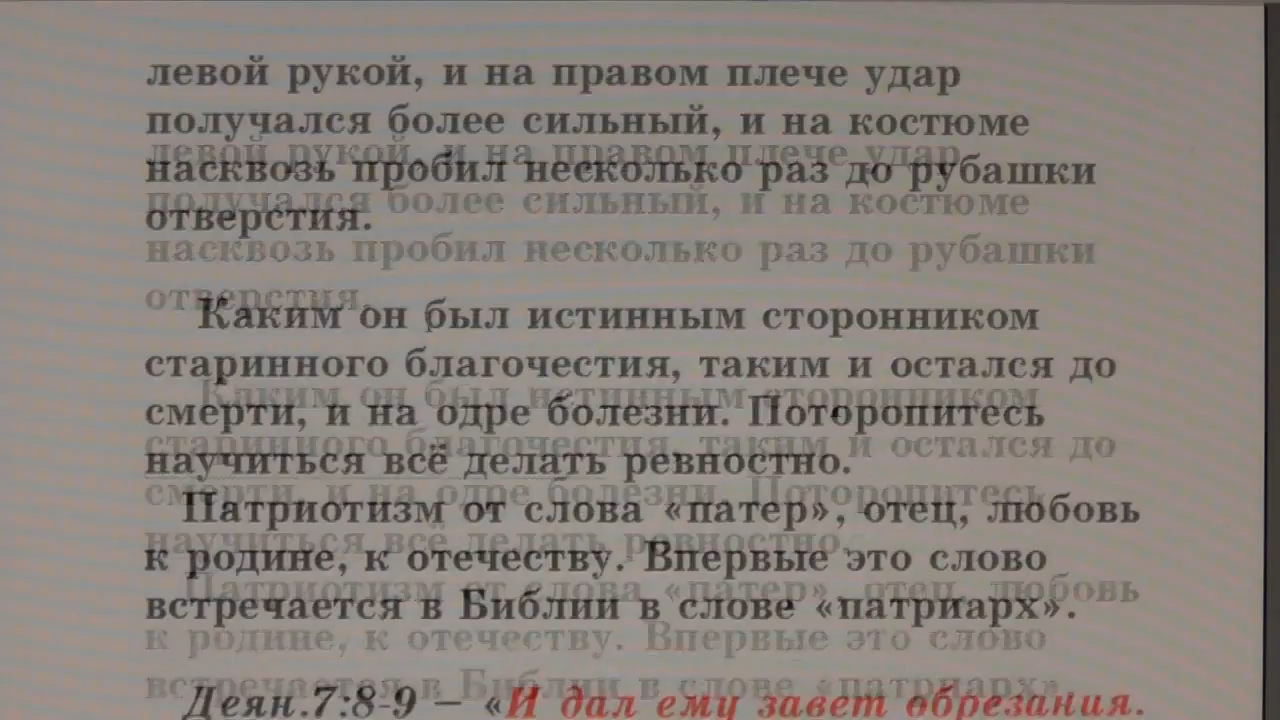 левой рукой, и на правом плече удар
получался более сильный, и на костюме
насквозь пробил несколько раз до рубашки
отверстия.
Каким он был истинным сторонником
старинного благочестия, таким и остался до
смерти, и на одре болезни. Поторопитесь
научиться всё делать ревностно.
Патриотизм от слова «патер», отец, любовь
к родине, к отечеству. Впервые это слово
встречается в Библии в слове «патриарх».
Деян.7:8-9 – «И дал ему завет обрезания.